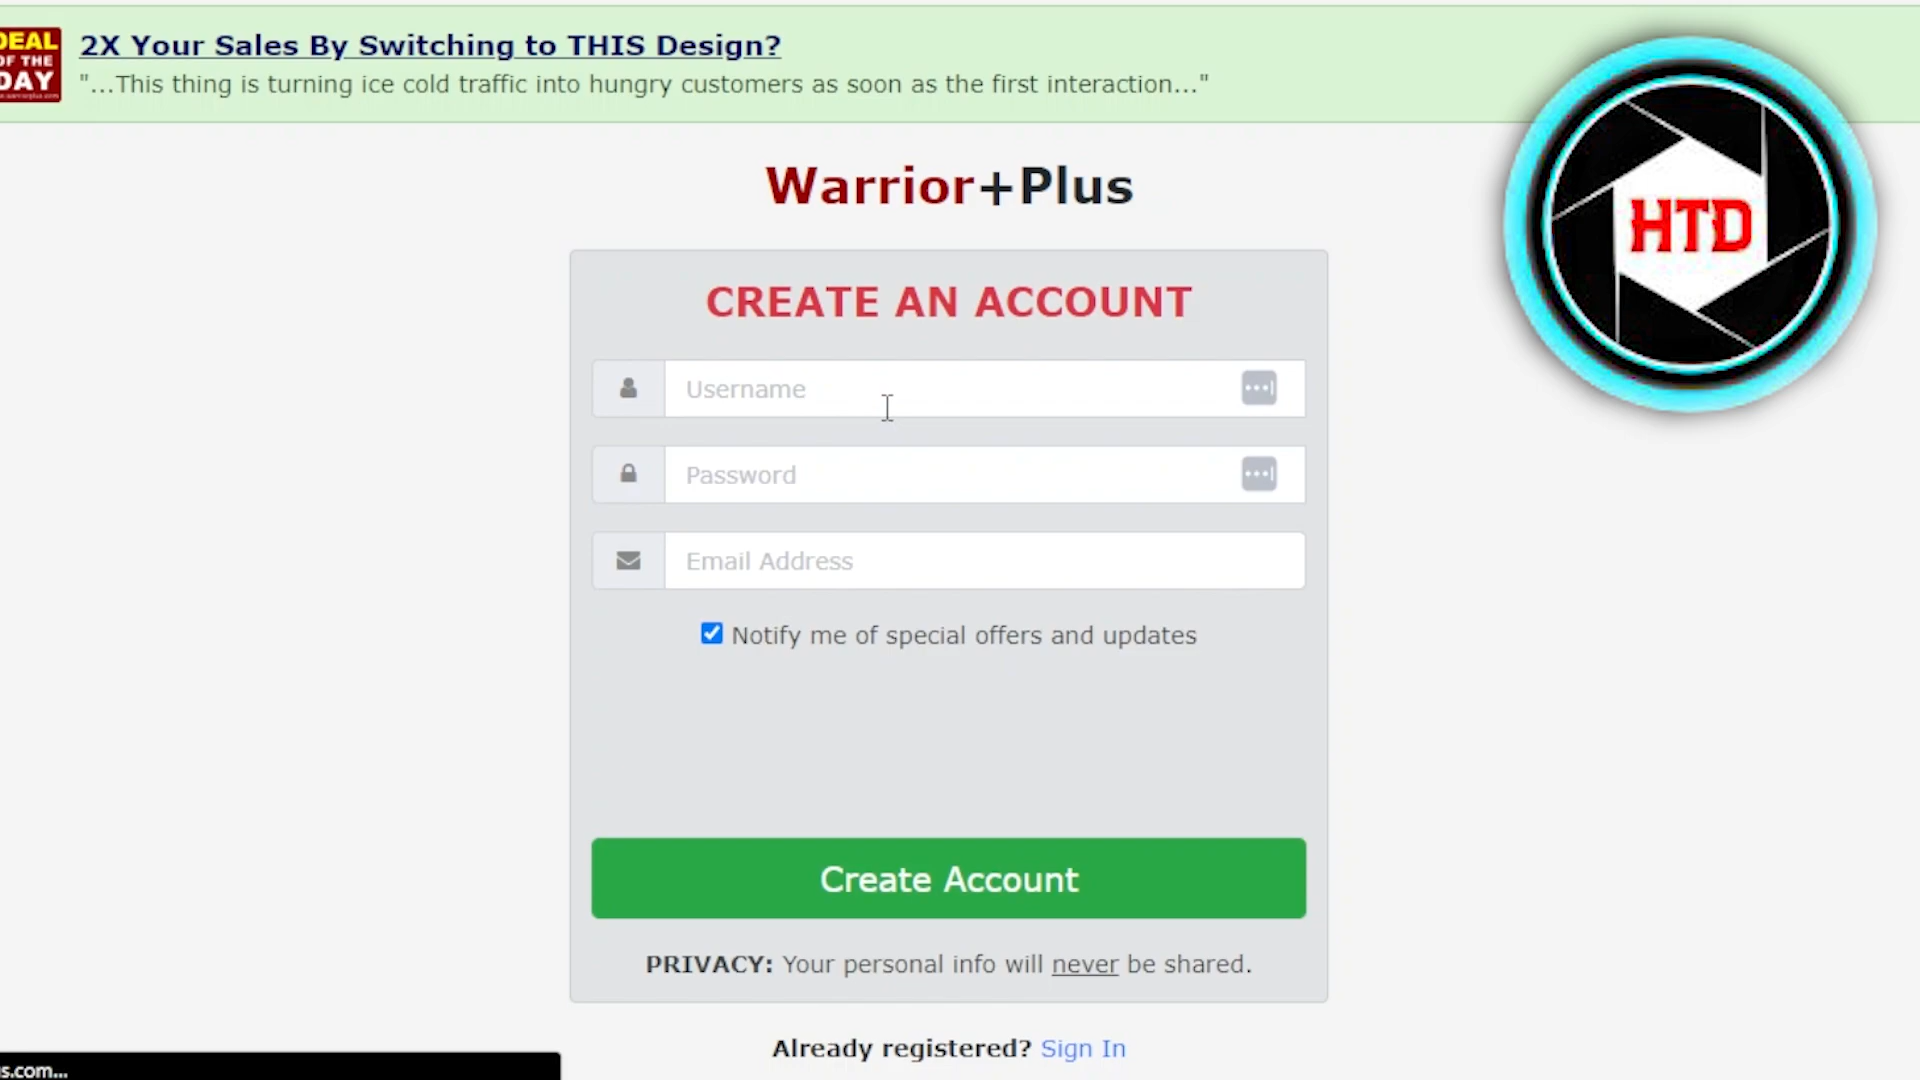 DEAL
OF THE
DAY
2X Your Sales By Switching to THIS Design?
"...This thing is turning ice cold traffic into hungry customers as soon as the first interaction..."
HTD
Warrior+Plus
CREATE AN ACCOUNT
Username
Password
Email Address
Notify me of special offers and updates
Create Account
PRIVACY: Your personal info will never be shared.
Already registered? Sign In
s.com...